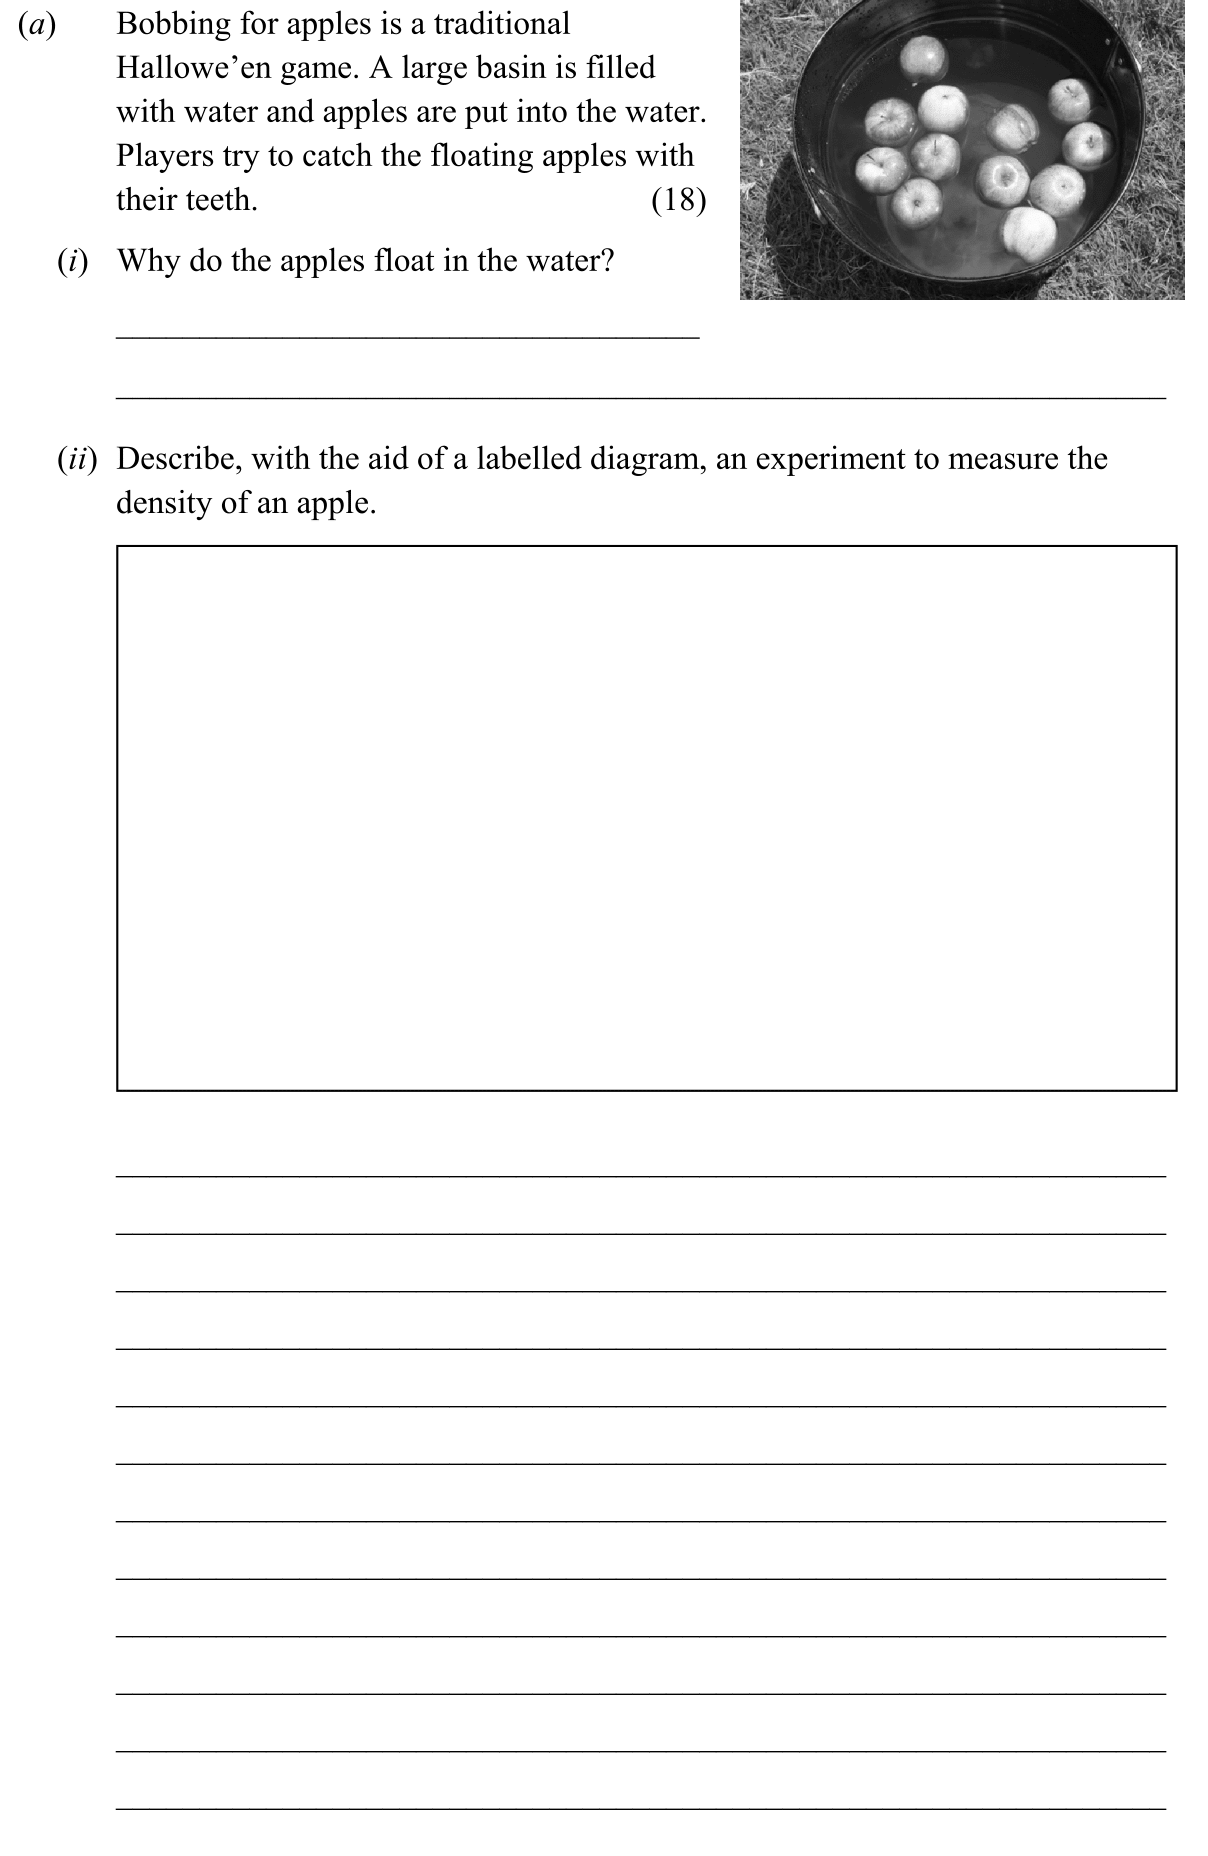 (a) Bobbing for apples is a traditional
Hallowe’en game. A large basin is filled
with water and apples are put into the water.
Players try to catch the floating apples with
their teeth. (18)
(i) Why do the apples float in the water?
(ii) Describe, with the aid of a labelled diagram, an experiment to measure the
density of an apple.